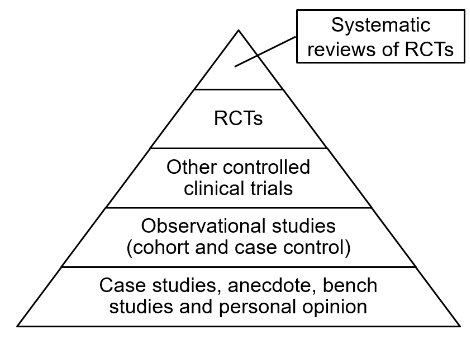 Systematic
reviews of RCTs
RCTs
Other controlled
clinical trials
Observational studies
(cohort and case control)
Case studies, anecdote, bench
studies and personal opinion